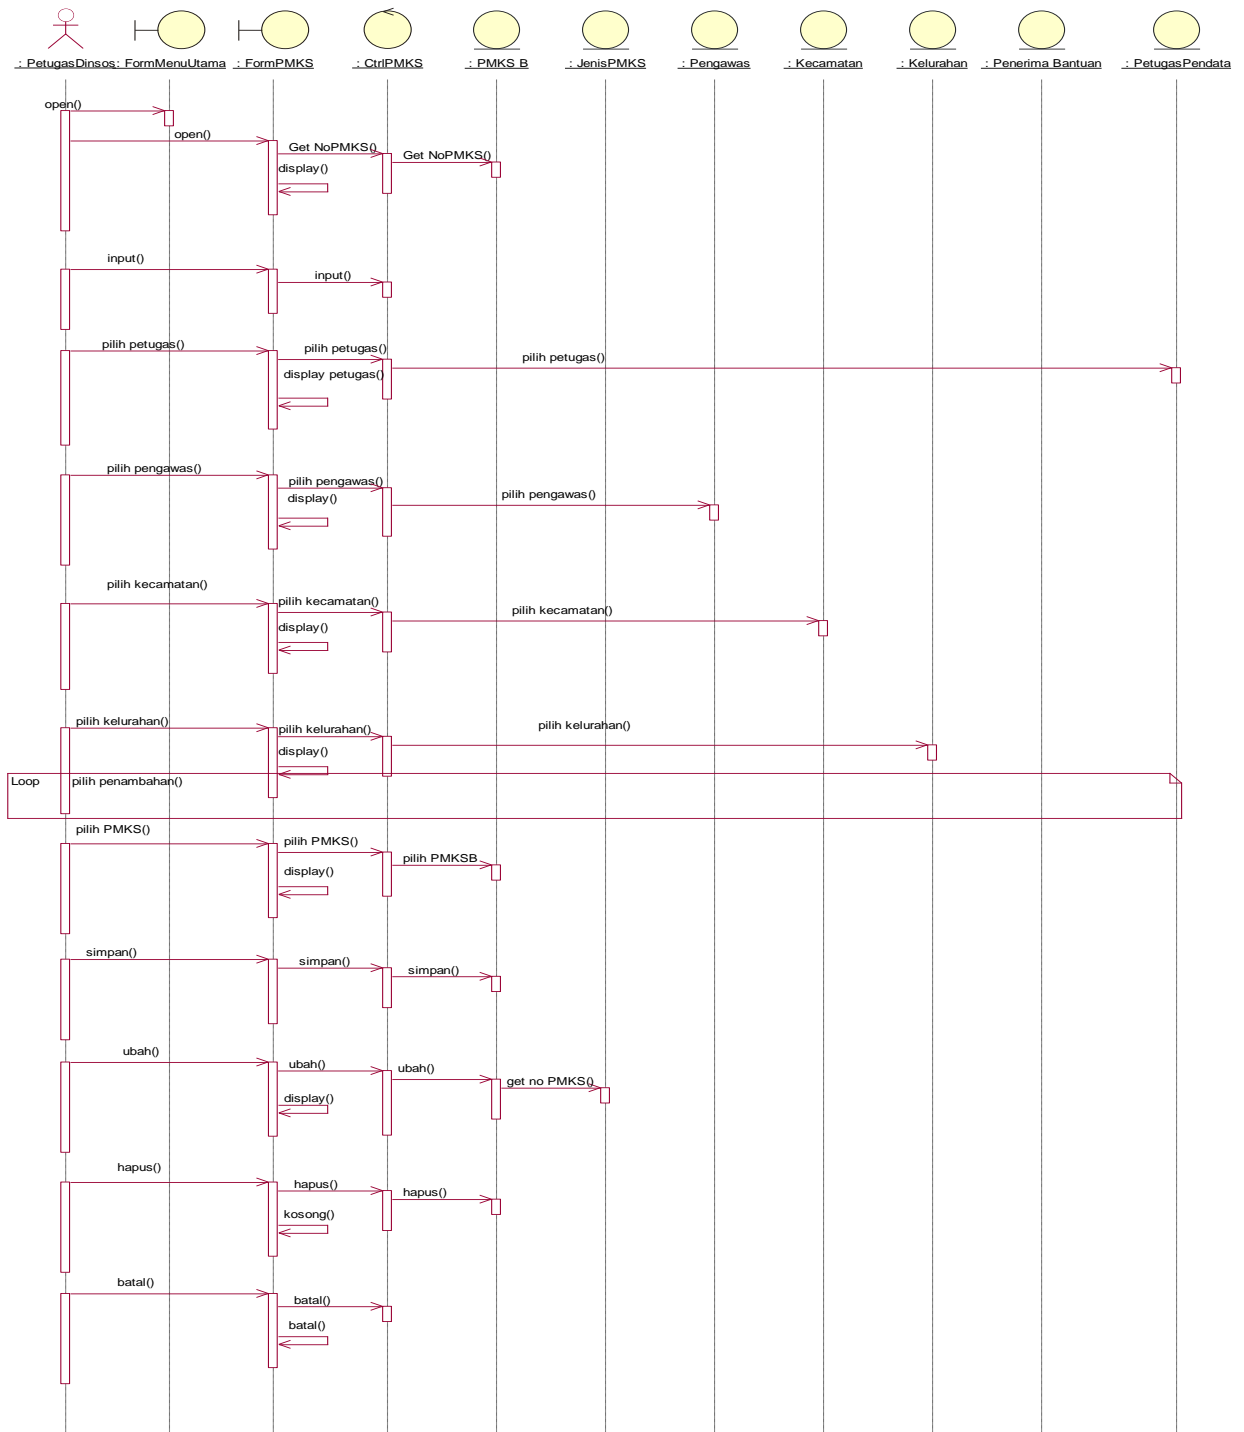 : PetugasDinsos
: FormMenuUtama
: FormPMKS
: CtrlPMKS
: PMKS B
: JenisPMKS
: Pengawas
: Kecamatan
: Kelurahan
: Penerima Bantuan
: PetugasPendata
open()
open()
Get NoPMKS()
Get NoPMKS()
display()
input()
input()
pilih petugas()
pilih petugas()
pilih petugas()
display petugas()
pilih pengawas()
pilih pengawas()
pilih pengawas()
display()
pilih kecamatan()
pilih kecamatan()
pilih kecamatan()
display()
pilih kelurahan()
pilih kelurahan()
pilih kelurahan()
display()
Loop
pilih penambahan()
pilih PMKS()
pilih PMKS()
pilih PMKSB
display()
simpan()
simpan()
simpan()
ubah()
ubah()
ubah()
get no PMKS()
display()
hapus()
hapus()
hapus()
kosong()
batal()
batal()
batal()